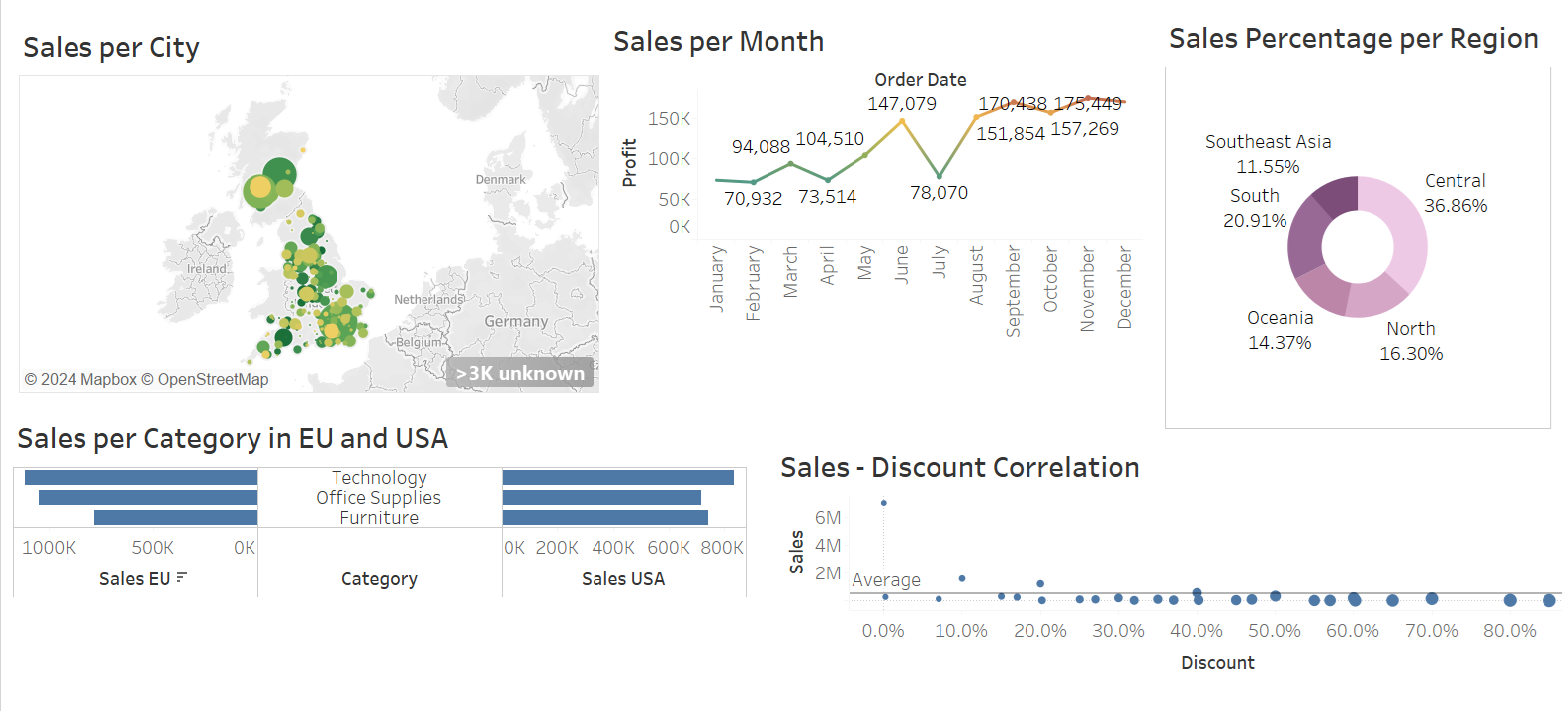 Sales per City
Denmark
Ireland
Netherlands
Germany
Belgium
© 2024 Mapbox © OpenStreetMap
>3K unknown
Sales per Month
Order Date
Profit
150K
100K
50K
0K
94,088
104,510
147,079
170,438
175,449
70,932
73,514
78,070
151,854
157,269
January
February
March
April
May
June
July
August
September
October
November
December
Sales Percentage per Region
Southeast Asia
11.55%
South
20.91%
Central
36.86%
Oceania
14.37%
North
16.30%
Sales per Category in EU and USA
Technology
Office Supplies
Furniture
1000K 500K 0K
0K 200K 400K 600K 800K
Sales EU
Category
Sales USA
Sales - Discount Correlation
Sales
6M
4M
2M
Average
0.0% 10.0% 20.0% 30.0% 40.0% 50.0% 60.0% 70.0% 80.0%
Discount